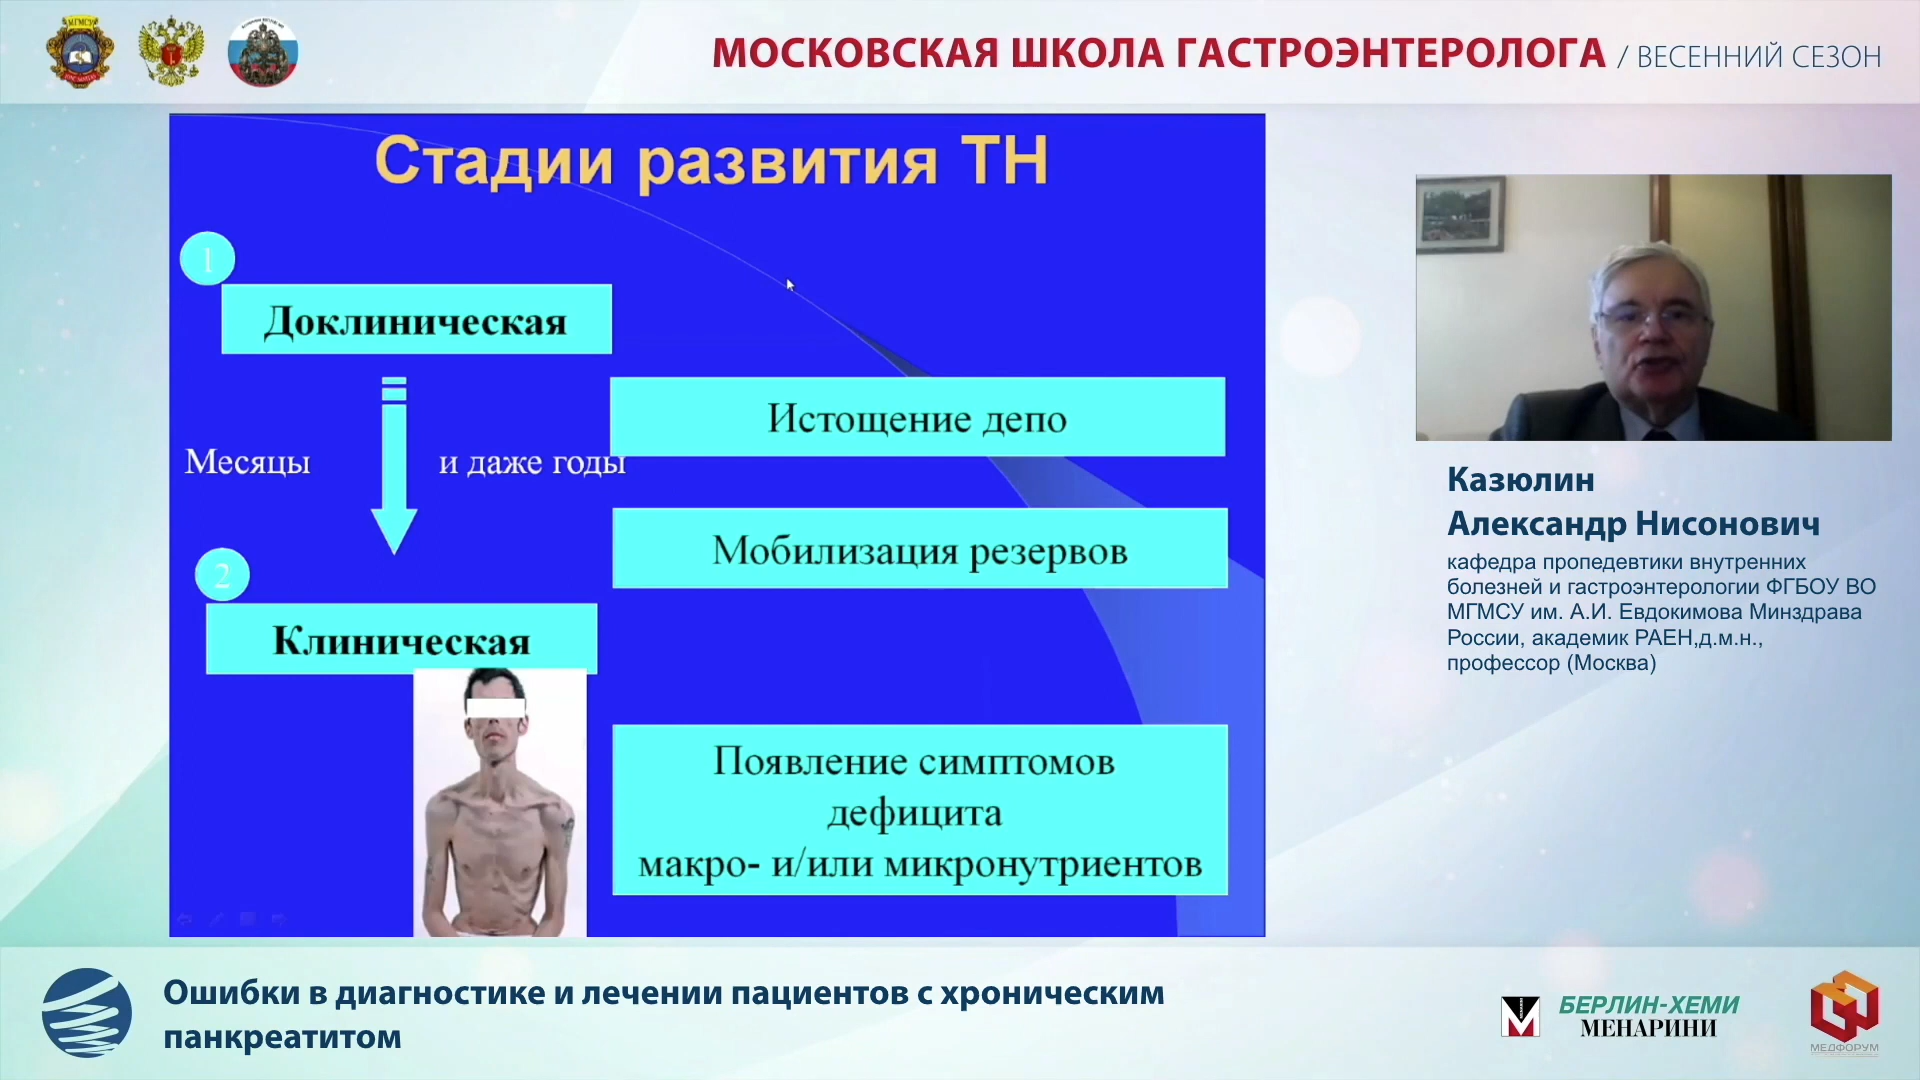 МОСКОВСКАЯ ШКОЛА ГАСТРОЭНТЕРОЛОГА / ВЕСЕННИЙ СЕЗОН
МГМСУ
Стадии развития ТН
1
Доклиническая
Истощение депо
Месяцы и даже годы
Мобилизация резервов
2
Клиническая
Появление симптомов
дефицита
макро- и/или микронутриентов
Казюлин
Александр Нисонович
кафедра пропедевтики внутренних
болезней и гастроэнтерологии ФГБОУ ВО
МГМСУ им. А.И. Евдокимова Минздрава
России, академик РАЕН,д.м.н.,
профессор (Москва)
Ошибки в диагностике и лечении пациентов с хроническим
панкреатитом
БЕРЛИН-ХЕМИ
МЕНАРИНИ
МЕДФОРУМ